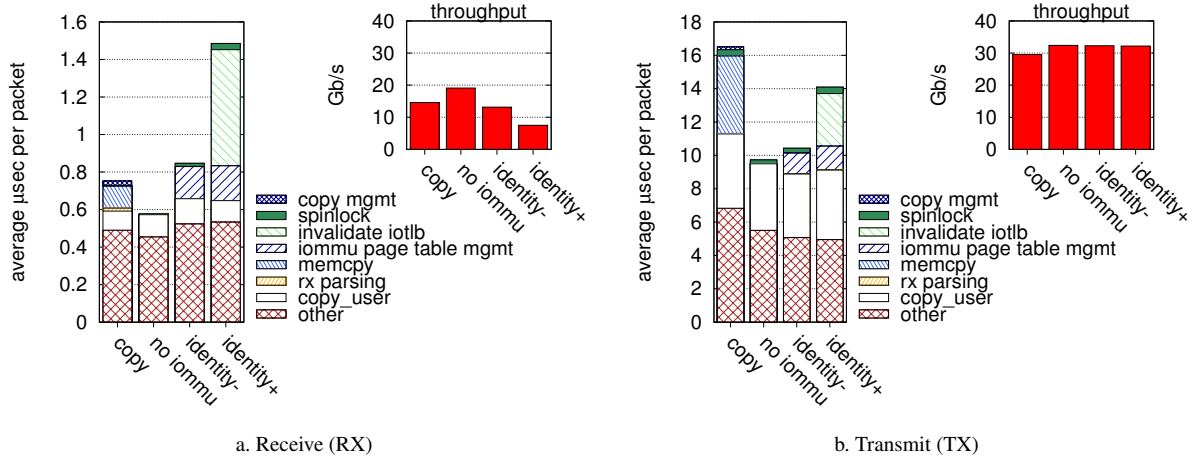 throughput
1.6
1.4
1.2
1
0.8
0.6
0.4
0.2
0
average µsec per packet
copy
no iommu
identity-
identity+
40
30
20
10
0
Gb/s
copy
no iommu
identity-
identity+
copy mgmt
spinlock
invalidate iotlb
iommu page table mgmt
memcpy
rx parsing
copy_user
other
a. Receive (RX)
throughput
18
16
14
12
10
8
6
4
2
0
average µsec per packet
copy
no iommu
identity-
identity+
40
30
20
10
0
Gb/s
copy
no iommu
identity-
identity+
copy mgmt
spinlock
invalidate iotlb
iommu page table mgmt
memcpy
rx parsing
copy_user
other
b. Transmit (TX)